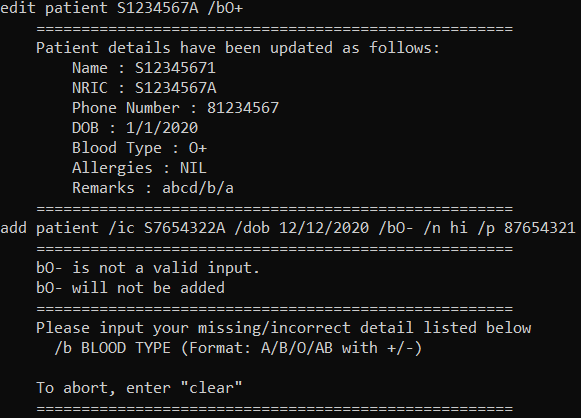 edit patient S1234567A /bO+
=====================================================
Patient details have been updated as follows:
Name : S12345671
NRIC : S1234567A
Phone Number : 81234567
DOB : 1/1/2020
Blood Type : O+
Allergies : NIL
Remarks : abcd/b/a
=====================================================
add patient /ic S7654322A /dob 12/12/2020 /bO- /n hi /p 87654321
=====================================================
bO- is not a valid input.
bO- will not be added
=====================================================
Please input your missing/incorrect detail listed below
/b BLOOD TYPE (Format: A/B/O/AB with +/-)
To abort, enter "clear"
=====================================================